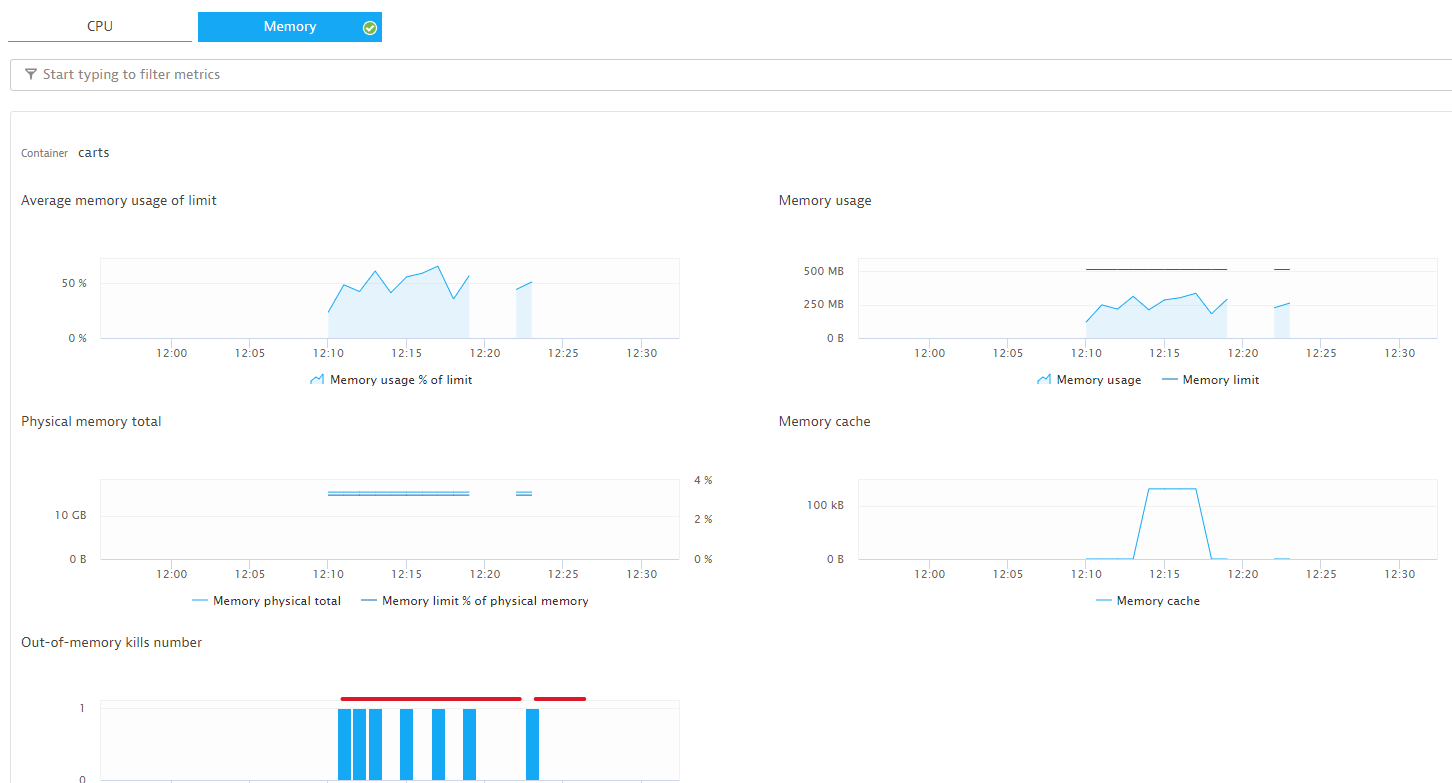 CPU Memory
Start typing to filter metrics
Container carts
Average memory usage of limit
50 %
0 %
12:00 12:05 12:10 12:15 12:20 12:25 12:30
Memory usage % of limit
Memory usage
500 MB
250 MB
0 B
12:00 12:05 12:10 12:15 12:20 12:25 12:30
Memory usage Memory limit
Physical memory total
4 %
10 GB 2 %
0 B 0 %
12:00 12:05 12:10 12:15 12:20 12:25 12:30
Memory physical total Memory limit % of physical memory
Memory cache
100 kB
0 B
12:00 12:05 12:10 12:15 12:20 12:25 12:30
Memory cache
Out-of-memory kills number
1
0